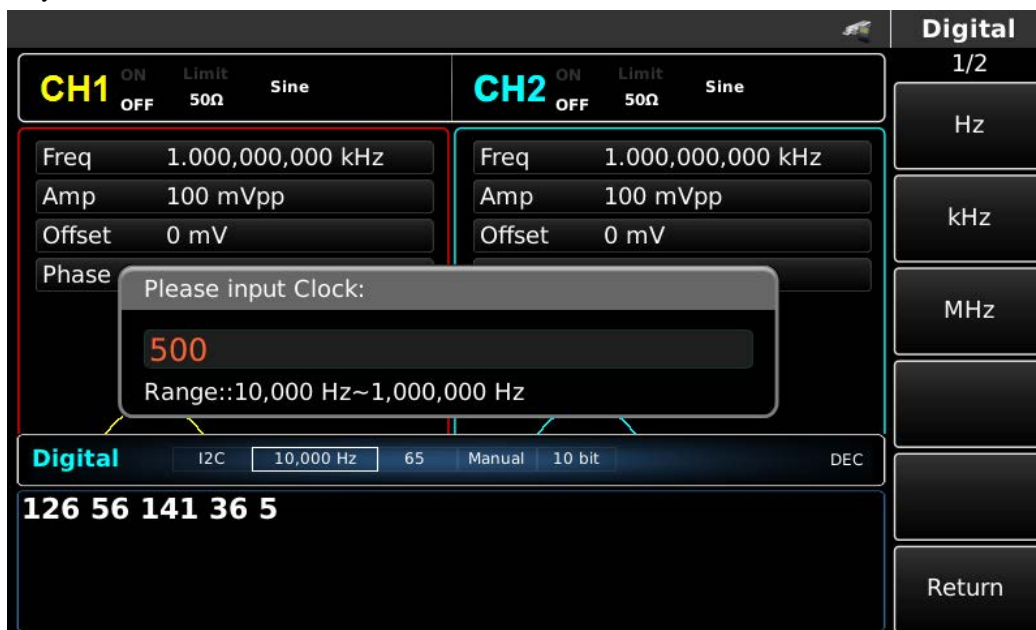 Digital
1/2
CH1 ON OFF Limit 50Ω Sine
CH2 ON OFF Limit 50Ω Sine
Hz
Freq 1.000,000,000 kHz
Freq 1.000,000,000 kHz
Amp 100 mVpp
Amp 100 mVpp
kHz
Offset 0 mV
Offset 0 mV
Phase
Please input Clock:
MHz
500
Range::10,000 Hz~1,000,000 Hz
Digital I2C 10,000 Hz 65 Manual 10 bit DEC
126 56 141 36 5
Return